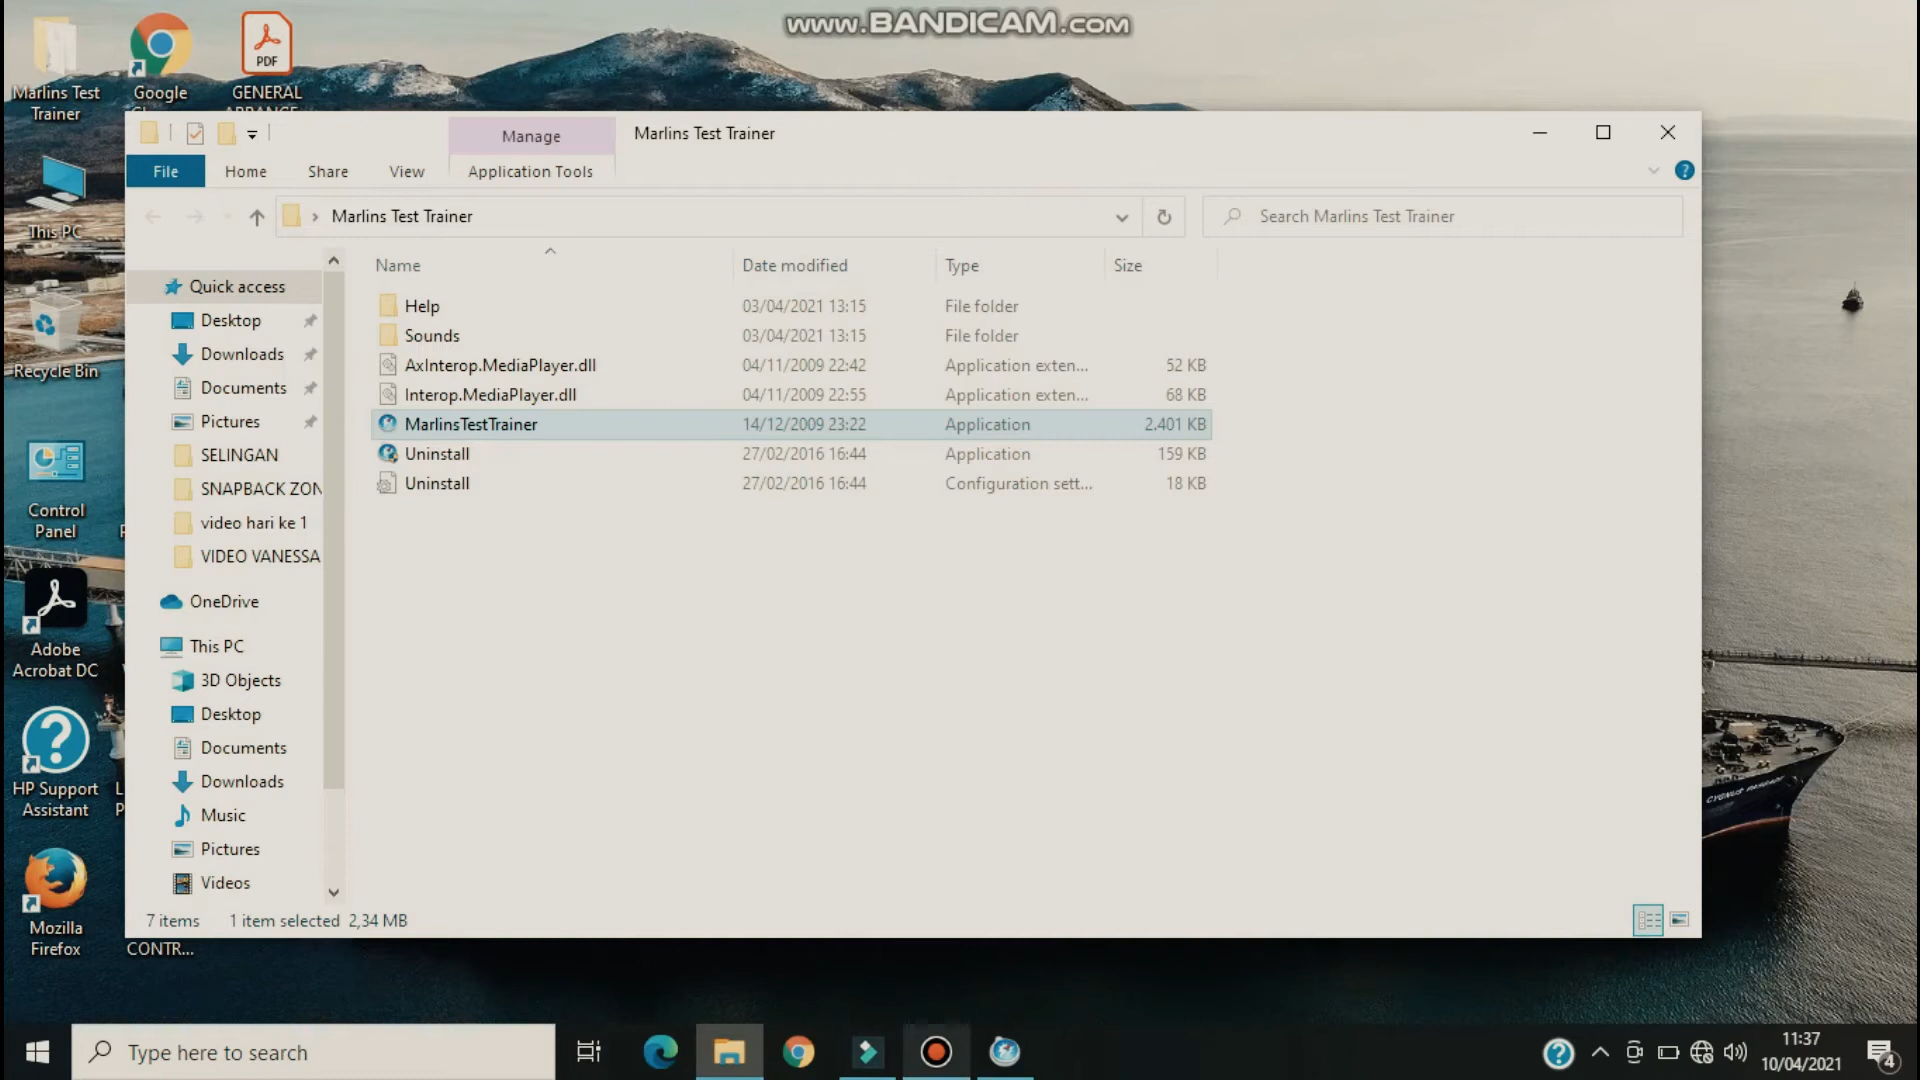 www.BANDICAM.com
Marlins Test
Trainer
Google
PDF
GENERAL
This PC
Recycle Bin
Control
Panel
Adobe
Acrobat DC
HP Support
Assistant
Mozilla
Firefox
CONTR...
Manage
Marlins Test Trainer
File
Home
Share
View
Application Tools
Marlins Test Trainer
Search Marlins Test Trainer
Name Date modified Type Size
Help 03/04/2021 13:15 File folder
Sounds 03/04/2021 13:15 File folder
AxInterop.MediaPlayer.dll 04/11/2009 22:42 Application exten... 52 KB
Interop.MediaPlayer.dll 04/11/2009 22:55 Application exten... 68 KB
MarlinsTestTrainer 14/12/2009 23:22 Application 2.401 KB
Uninstall 27/02/2016 16:44 Application 159 KB
Uninstall 27/02/2016 16:44 Configuration sett... 18 KB
Quick access
Desktop
Downloads
Documents
Pictures
SELINGAN
SNAPBACK ZON
video hari ke 1
VIDEO VANESSA
OneDrive
This PC
3D Objects
Desktop
Documents
Downloads
Music
Pictures
Videos
7 items 1 item selected 2,34 MB
Type here to search
11:37
10/04/2021
4